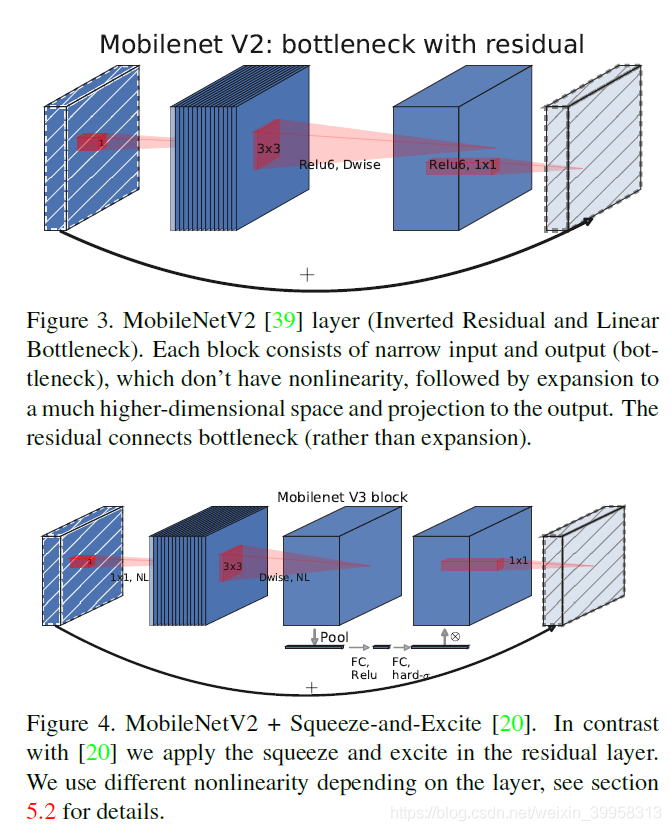 Mobilenet V2: bottleneck with residual
1
3x3
Relu6, Dwise
Relu6, 1x1
+
Figure 3. MobileNetV2 [39] layer (Inverted Residual and Linear
Bottleneck). Each block consists of narrow input and output (bot-
tleneck), which don't have nonlinearity, followed by expansion to
a much higher-dimensional space and projection to the output. The
residual connects bottleneck (rather than expansion).
Mobilenet V3 block
1
1x1, NL
3x3
Dwise, NL
1x1
Pool
⊗
FC,
Relu
FC,
hard-σ
+
Figure 4. MobileNetV2 + Squeeze-and-Excite [20]. In contrast
with [20] we apply the squeeze and excite in the residual layer.
We use different nonlinearity depending on the layer, see section
5.2 for details.
https://blog.csdn.net/weixin_39958313